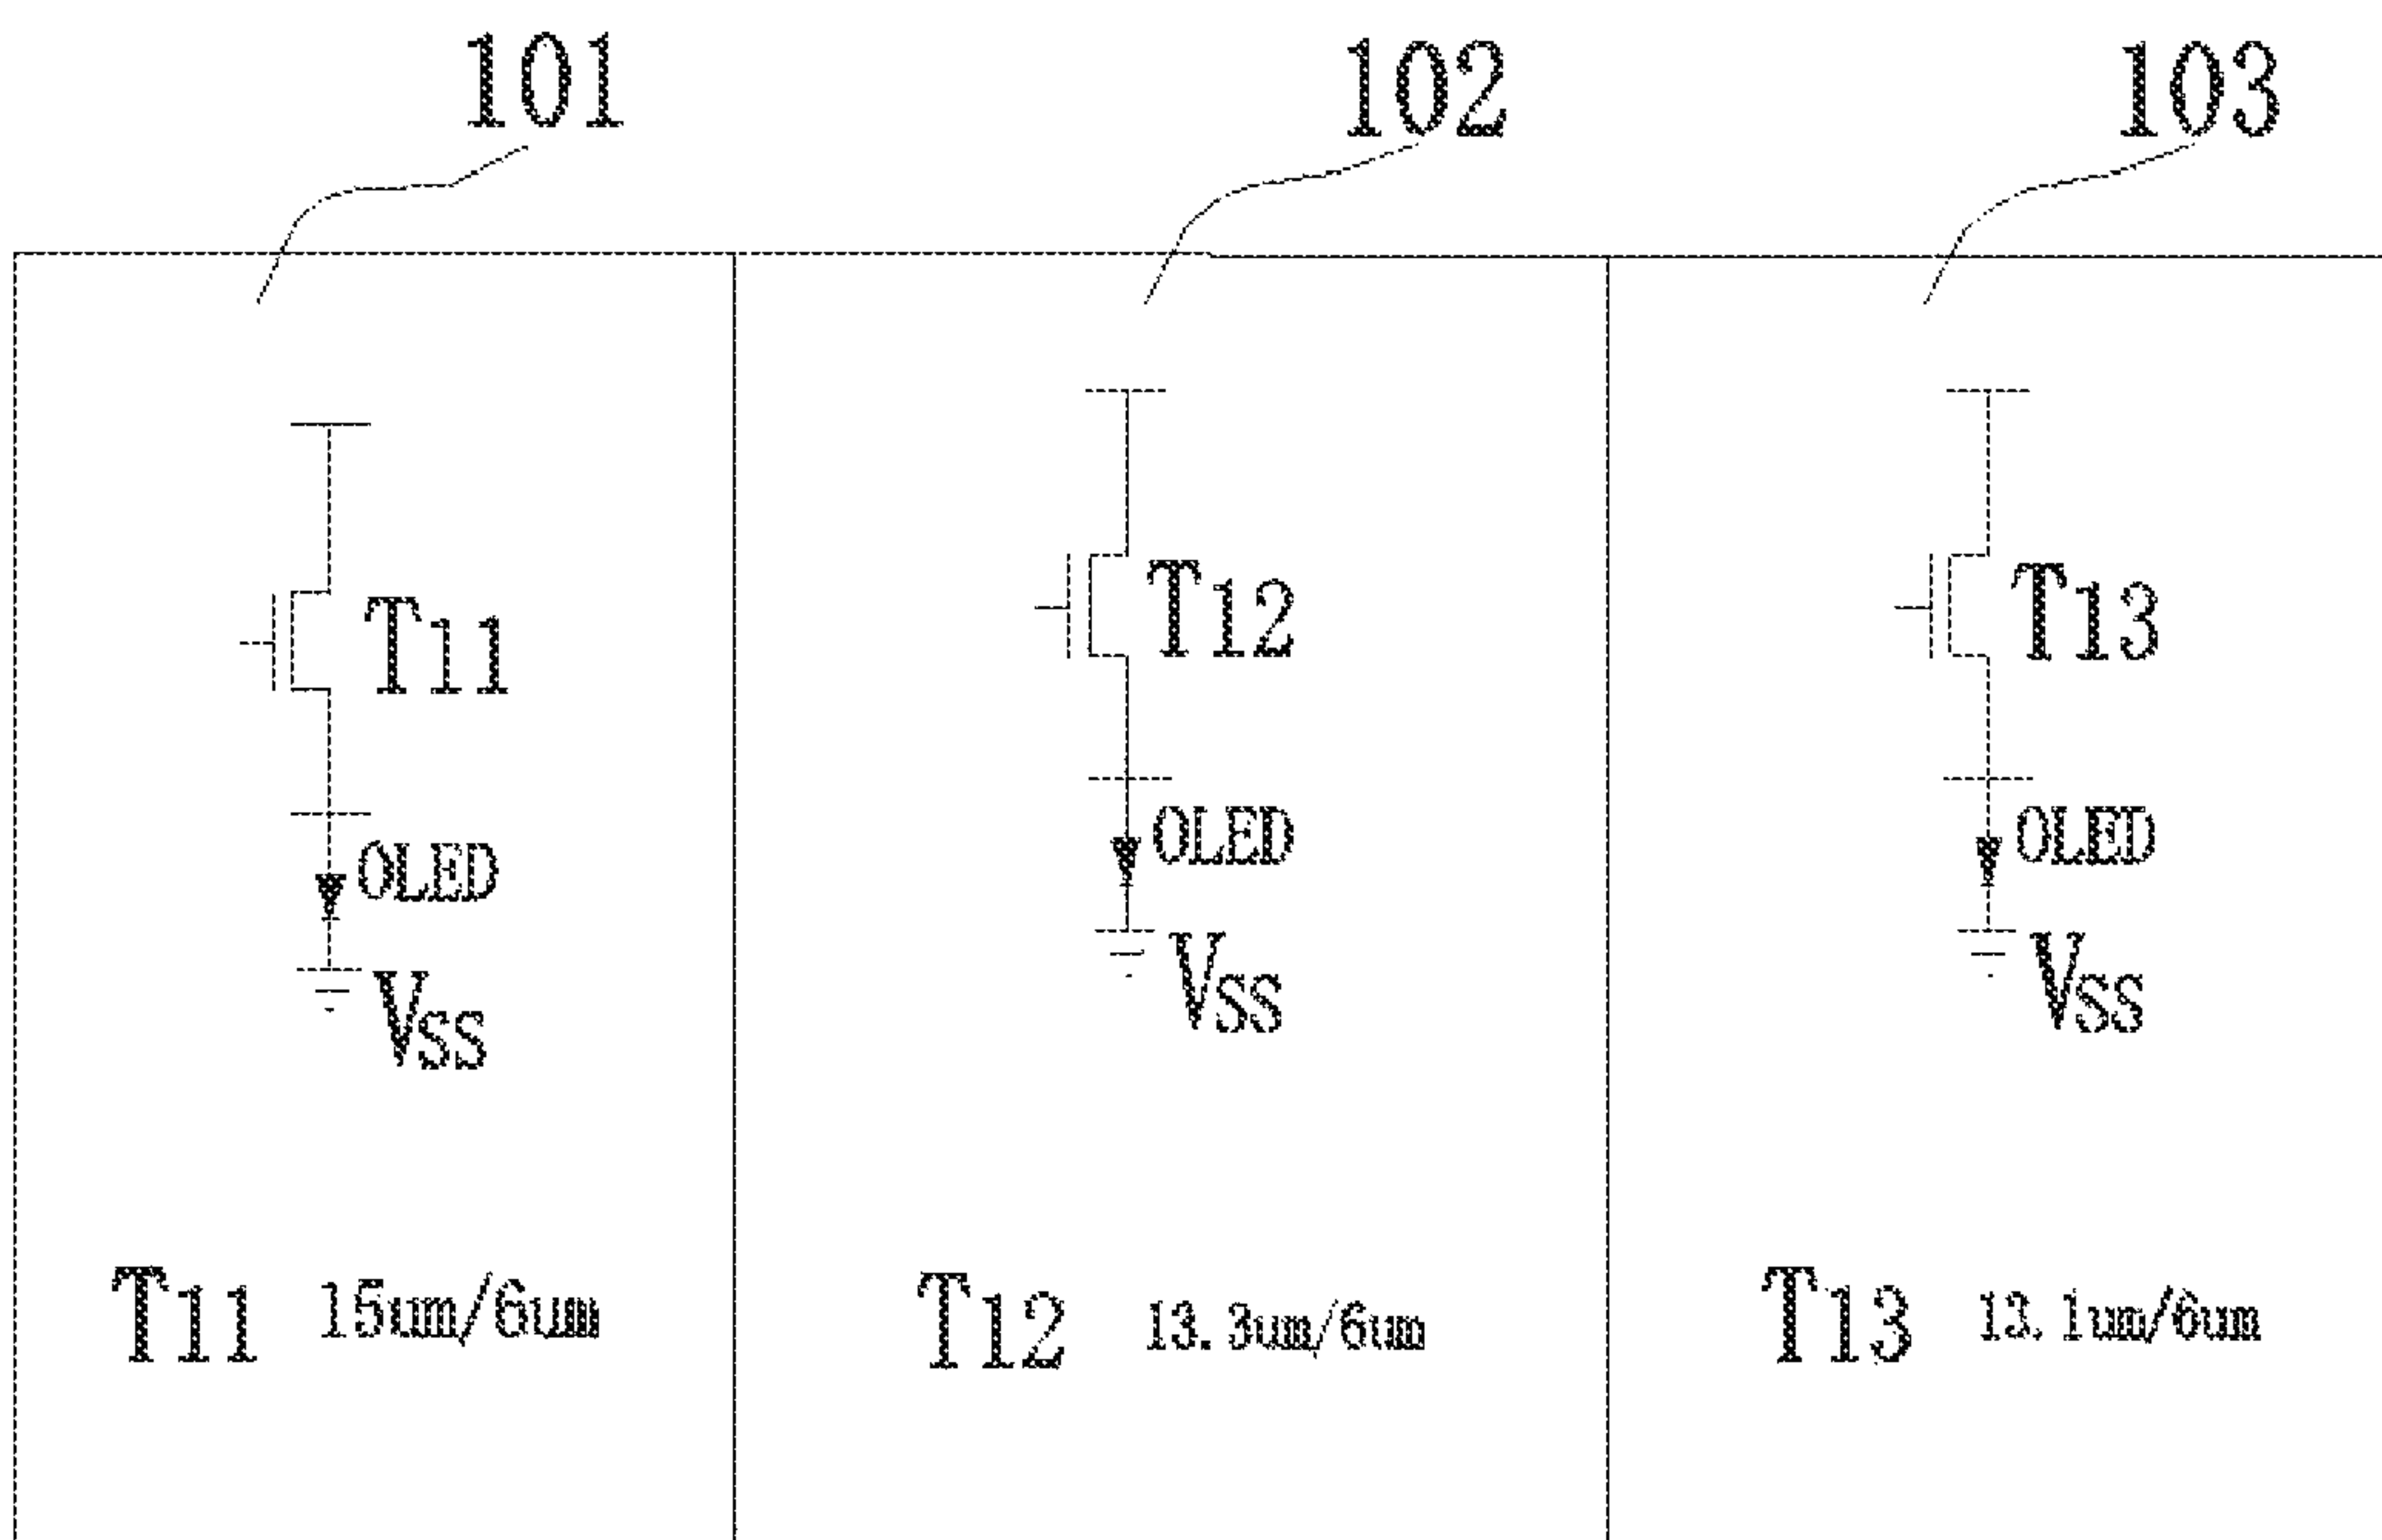 101 102 103
T11 T12 T13
OLED OLED OLED
VSS VSS VSS
T11 15um/6um T12 13.3um/6um T13 13.1um/6um